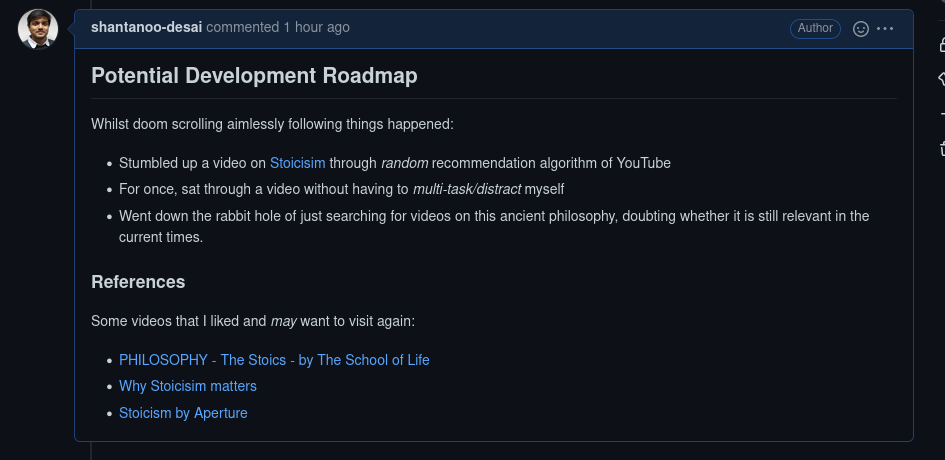 shantanoo-desai commented 1 hour ago Author
Potential Development Roadmap
Whilst doom scrolling aimlessly following things happened:
• Stumbled up a video on Stoicisim through random recommendation algorithm of YouTube
• For once, sat through a video without having to multi-task/distract myself
• Went down the rabbit hole of just searching for videos on this ancient philosophy, doubting whether it is still relevant in the
current times.
References
Some videos that I liked and may want to visit again:
• PHILOSOPHY - The Stoics - by The School of Life
• Why Stoicisim matters
• Stoicism by Aperture